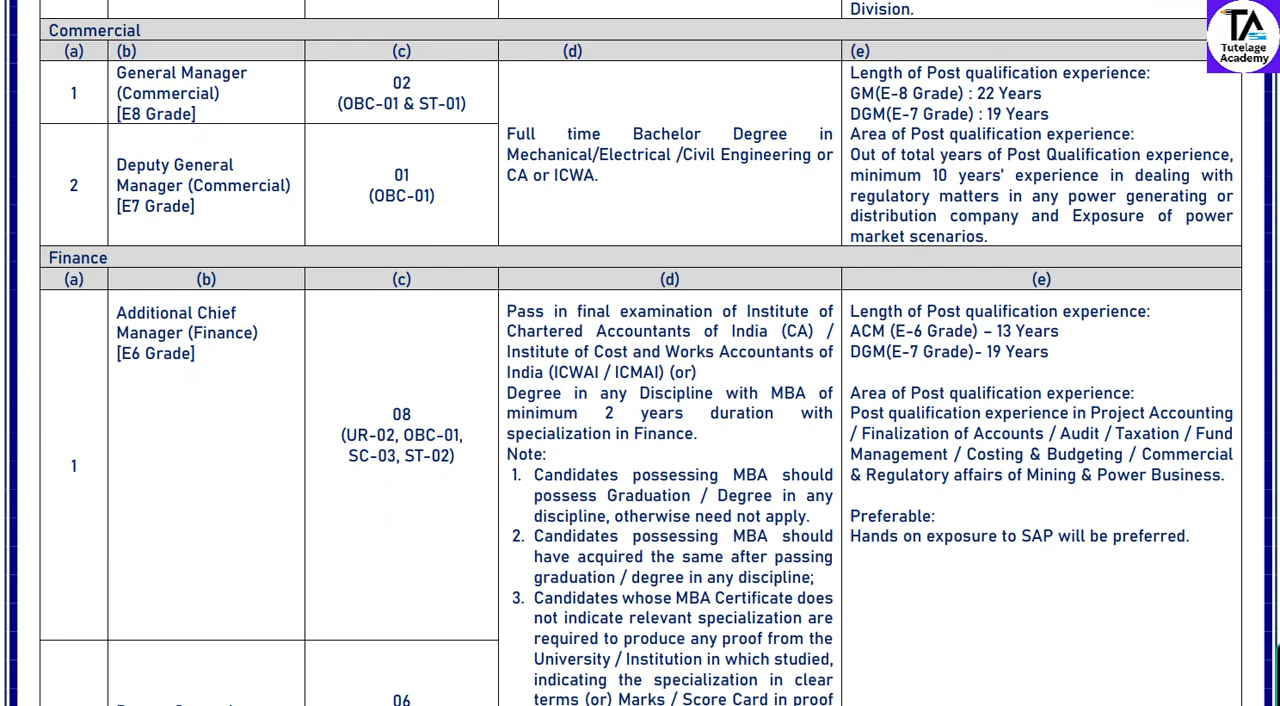 Division.
TA
Tutelage
Academy
Commercial
(a) (b) (c) (d) (e)
1
General Manager
(Commercial)
[E8 Grade]
02
(OBC-01 & ST-01)
2
Deputy General
Manager (Commercial)
[E7 Grade]
01
(OBC-01)
Full time Bachelor Degree in
Mechanical/Electrical /Civil Engineering or
CA or ICWA.
Length of Post qualification experience:
GM(E-8 Grade) : 22 Years
DGM(E-7 Grade) : 19 Years
Area of Post qualification experience:
Out of total years of Post Qualification experience,
minimum 10 years’ experience in dealing with
regulatory matters in any power generating or
distribution company and Exposure of power
market scenarios.
Finance
(a) (b) (c) (d) (e)
1
Additional Chief
Manager (Finance)
[E6 Grade]
08
(UR-02, OBC-01,
SC-03, ST-02)
Pass in final examination of Institute of
Chartered Accountants of India (CA) /
Institute of Cost and Works Accountants of
India (ICWAI / ICMAI) (or)
Degree in any Discipline with MBA of
minimum 2 years duration with
specialization in Finance.
Note:
1. Candidates possessing MBA should
possess Graduation / Degree in any
discipline, otherwise need not apply.
2. Candidates possessing MBA should
have acquired the same after passing
graduation / degree in any discipline;
3. Candidates whose MBA Certificate does
not indicate relevant specialization are
required to produce any proof from the
University / Institution in which studied,
indicating the specialization in clear
terms (or) Marks / Score Card in proof
Length of Post qualification experience:
ACM (E-6 Grade) – 13 Years
DGM(E-7 Grade)- 19 Years
Area of Post qualification experience:
Post qualification experience in Project Accounting
/ Finalization of Accounts / Audit / Taxation / Fund
Management / Costing & Budgeting / Commercial
& Regulatory affairs of Mining & Power Business.
Preferable:
Hands on exposure to SAP will be preferred.
06